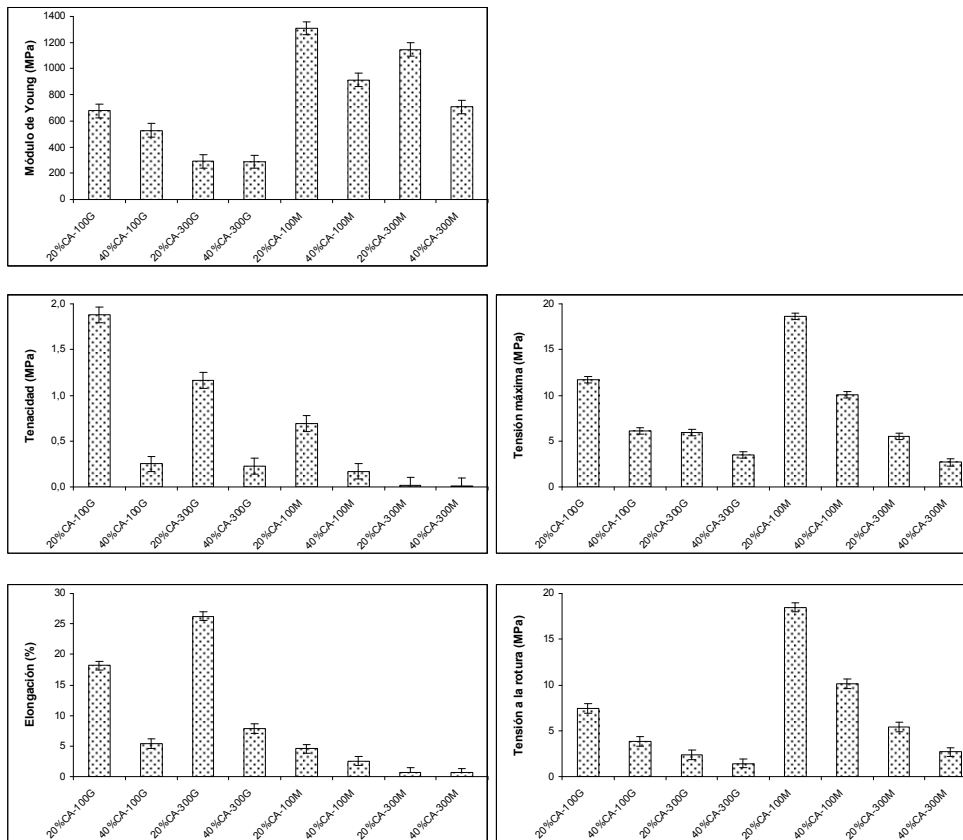 Módulo de Young (MPa)
1400
1200
1000
800
600
400
200
0
20%CA-100G
40%CA-100G
20%CA-300G
40%CA-300G
20%CA-100M
40%CA-100M
20%CA-300M
40%CA-300M
Tenacidad (MPa)
2,0
1,5
1,0
0,5
0,0
20%CA-100G
40%CA-100G
20%CA-300G
40%CA-300G
20%CA-100M
40%CA-100M
20%CA-300M
40%CA-300M
Tensión máxima (MPa)
20
15
10
5
0
20%CA-100G
40%CA-100G
20%CA-300G
40%CA-300G
20%CA-100M
40%CA-100M
20%CA-300M
40%CA-300M
Elongación (%)
30
25
20
15
10
5
0
20%CA-100G
40%CA-100G
20%CA-300G
40%CA-300G
20%CA-100M
40%CA-100M
20%CA-300M
40%CA-300M
Tensión a la rotura (MPa)
20
15
10
5
0
20%CA-100G
40%CA-100G
20%CA-300G
40%CA-300G
20%CA-100M
40%CA-100M
20%CA-300M
40%CA-300M